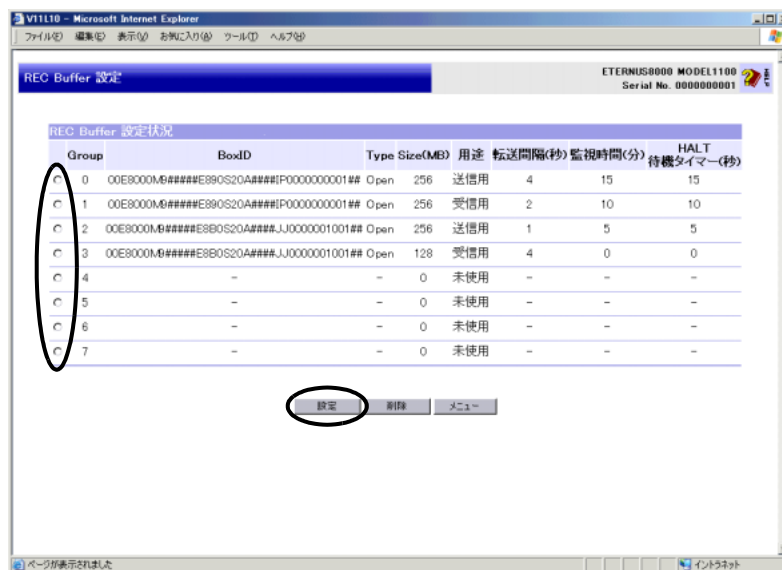 V11L10 - Microsoft Internet Explorer
ファイル(F) 編集(E) 表示(V) お気に入り(A) ツール(T) ヘルプ(H)
REC Buffer 設定
ETERNUS8000 MODEL1100
Serial No. 0000000001
HELP
REC Buffer 設定状況
Group BoxID Type Size(MB) 用途 転送間隔(秒) 監視時間(分) HALT 待機タイマー(秒)
0 00E8000M9#####E890S20A####IP0000000001## Open 256 送信用 4 15 15
1 00E8000M9#####E890S20A####IP0000000001## Open 256 受信用 2 10 10
2 00E8000M9#####E8B0S20A####JJ0000001001## Open 256 送信用 1 5 5
3 00E8000M9#####E8B0S20A####JJ0000001001## Open 128 受信用 4 0 0
4 - - 0 未使用 - - -
5 - - 0 未使用 - - -
6 - - 0 未使用 - - -
7 - - 0 未使用 - - -
設定 削除 メニュー
ページが表示されました イントラネット